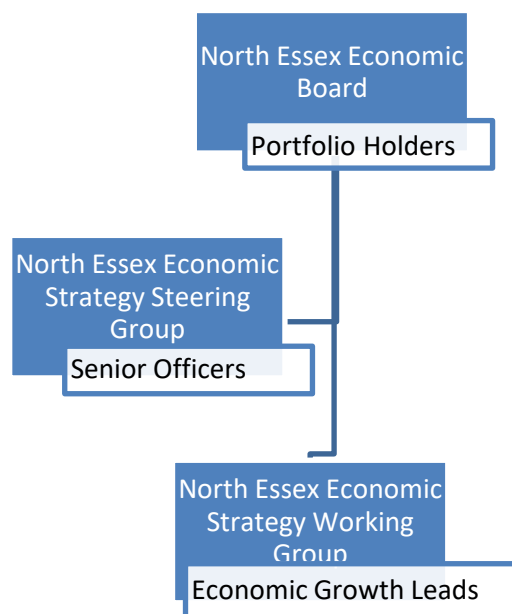 North Essex Economic
Board
Portfolio Holders
North Essex Economic
Strategy Steering
Group
Senior Officers
North Essex Economic
Strategy Working
Group
Economic Growth Leads